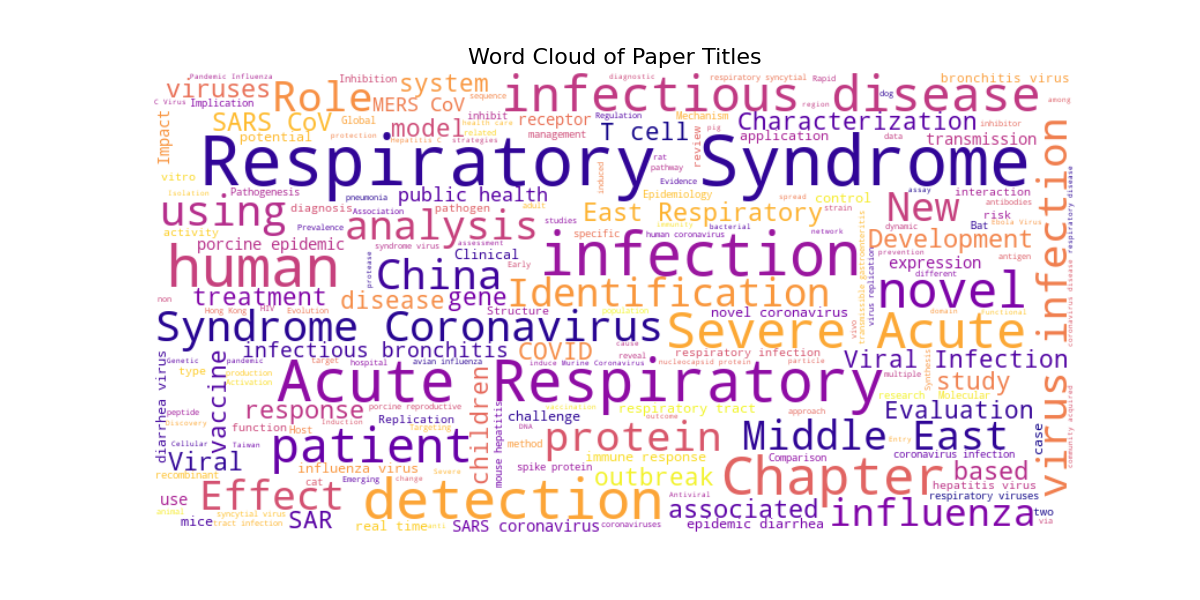 Word Cloud of Paper Titles
Pandemic Influenza
viruses
Role
Inhibition
system
MERS CoV
sequence
infectious disease
diagnostic
respiratory syncytial
Rapid
dog
bronchitis virus
among
C Virus
Implication
SARS CoV
Global
potential
protection
Impact
model
inhibit
health care
related
Hepatitis C
strategies
receptor
management
Regulation
T cell
Mechanism
pig
review
region
Characterization
application
data
inhibitor
transmission
Respiratory Syndrome
vitro
Isolation
Pathogenesis
pneumonia
public health
induced
rat
pathway
Evidence
Epidemiology
spread
control
assay
interaction
antibodies
using
diagnosis
Association
pathogen
adult
East Respiratory
strain
New
risk
Ebola Virus
dynamic
Bat
activity
Prevalence
analysis
studies
specific
immunity
bacterial
human coronavirus
network
porcine epidemic
syndrome virus
assessment
Clinical
Early
infection
Development
prevention
antigen
expression
different
human
protease
China
transmissible gastroenteritis
virus replication
novel
virus infection
respiratory disease
coronavirus disease
community acquired
non
treatment
disease
gene
Identification
Hong Kong
HIV
Evolution
Structure
population
novel coronavirus
vivo
domain
Functional
Syndrome Coronavirus
Severe Acute
infectious bronchitis
COVID
cause
reveal
respiratory infection
Viral Infection
Genetic
pandemic
target
hospital
avian influenza
induce Murine Coronavirus
nucleocapsid protein
particle
multiple
Synthesis
study
diarrhea virus
type
production
Activation
vaccine
Acute Respiratory
children
research
Molecular
peptide
response
porcine reproductive
challenge
vaccination
respiratory tract
outcome
approach
Evaluation
Discovery
function
Induction
Replication
Targeting
DNA
Host
mouse hepatitis
method
protein
Middle East
Entry
case
Cellular
Taiwan
patient
immune response
Comparison
coronavirus infection
Viral
influenza virus
Severe
spike protein
outbreak
Chapter
based
recombinant
cat
Emerging
change
hepatitis virus
use
Effect
detection
Antiviral
respiratory viruses
animal
syncytial virus
tract infection
associated
influenza
two
mice
SAR
real time
anti
SARS coronavirus
coronaviruses
epidemic diarrhea
via